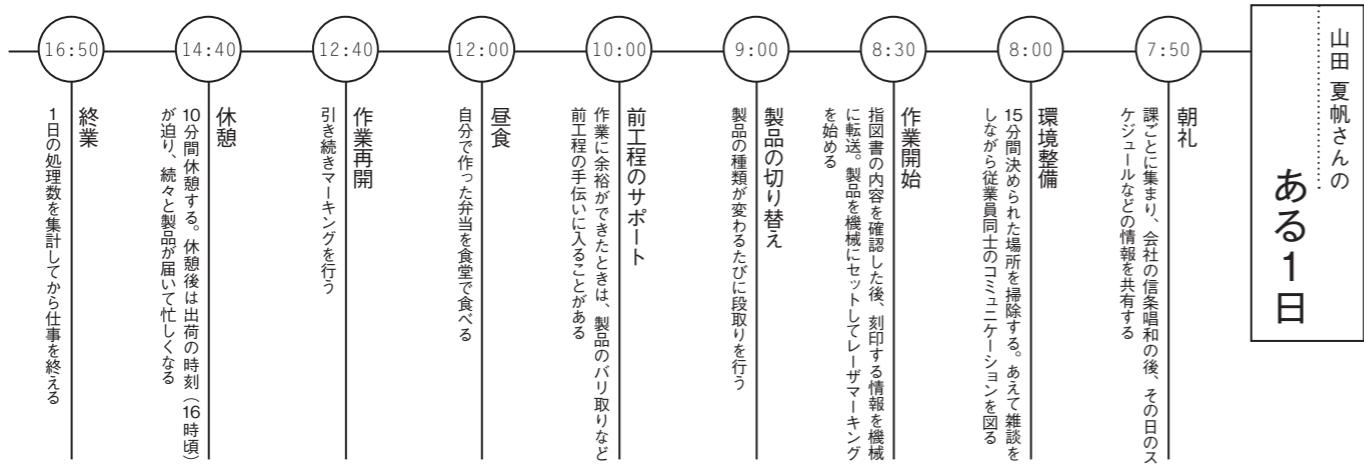 山田 夏帆さんの
ある1日
7:50
朝礼
課ごとに集まり、会社の信条唱和の後、その日のス
ケジュールなどの情報を共有する
8:00
環境整備
15分間決められた場所を掃除する。あえて雑談を
しながら従業員同士のコミュニケーションを図る
8:30
作業開始
指図書の内容を確認した後、刻印する情報を機械
に転送。製品を機械にセットしてレーザマーキング
を始める
9:00
製品の切り替え
製品の種類が変わるたびに段取りを行う
10:00
前工程のサポート
作業に余裕ができたときは、製品のバリ取りなど
前工程の手伝いに入ることがある
12:00
昼食
自分で作った弁当を食堂で食べる
12:40
作業再開
引き続きマーキングを行う
14:40
休憩
10分間休憩する。休憩後は出荷の時刻(16時頃)
が迫り、続々と製品が届いて忙しくなる
16:50
終業
1日の処理数を集計してから仕事を終える